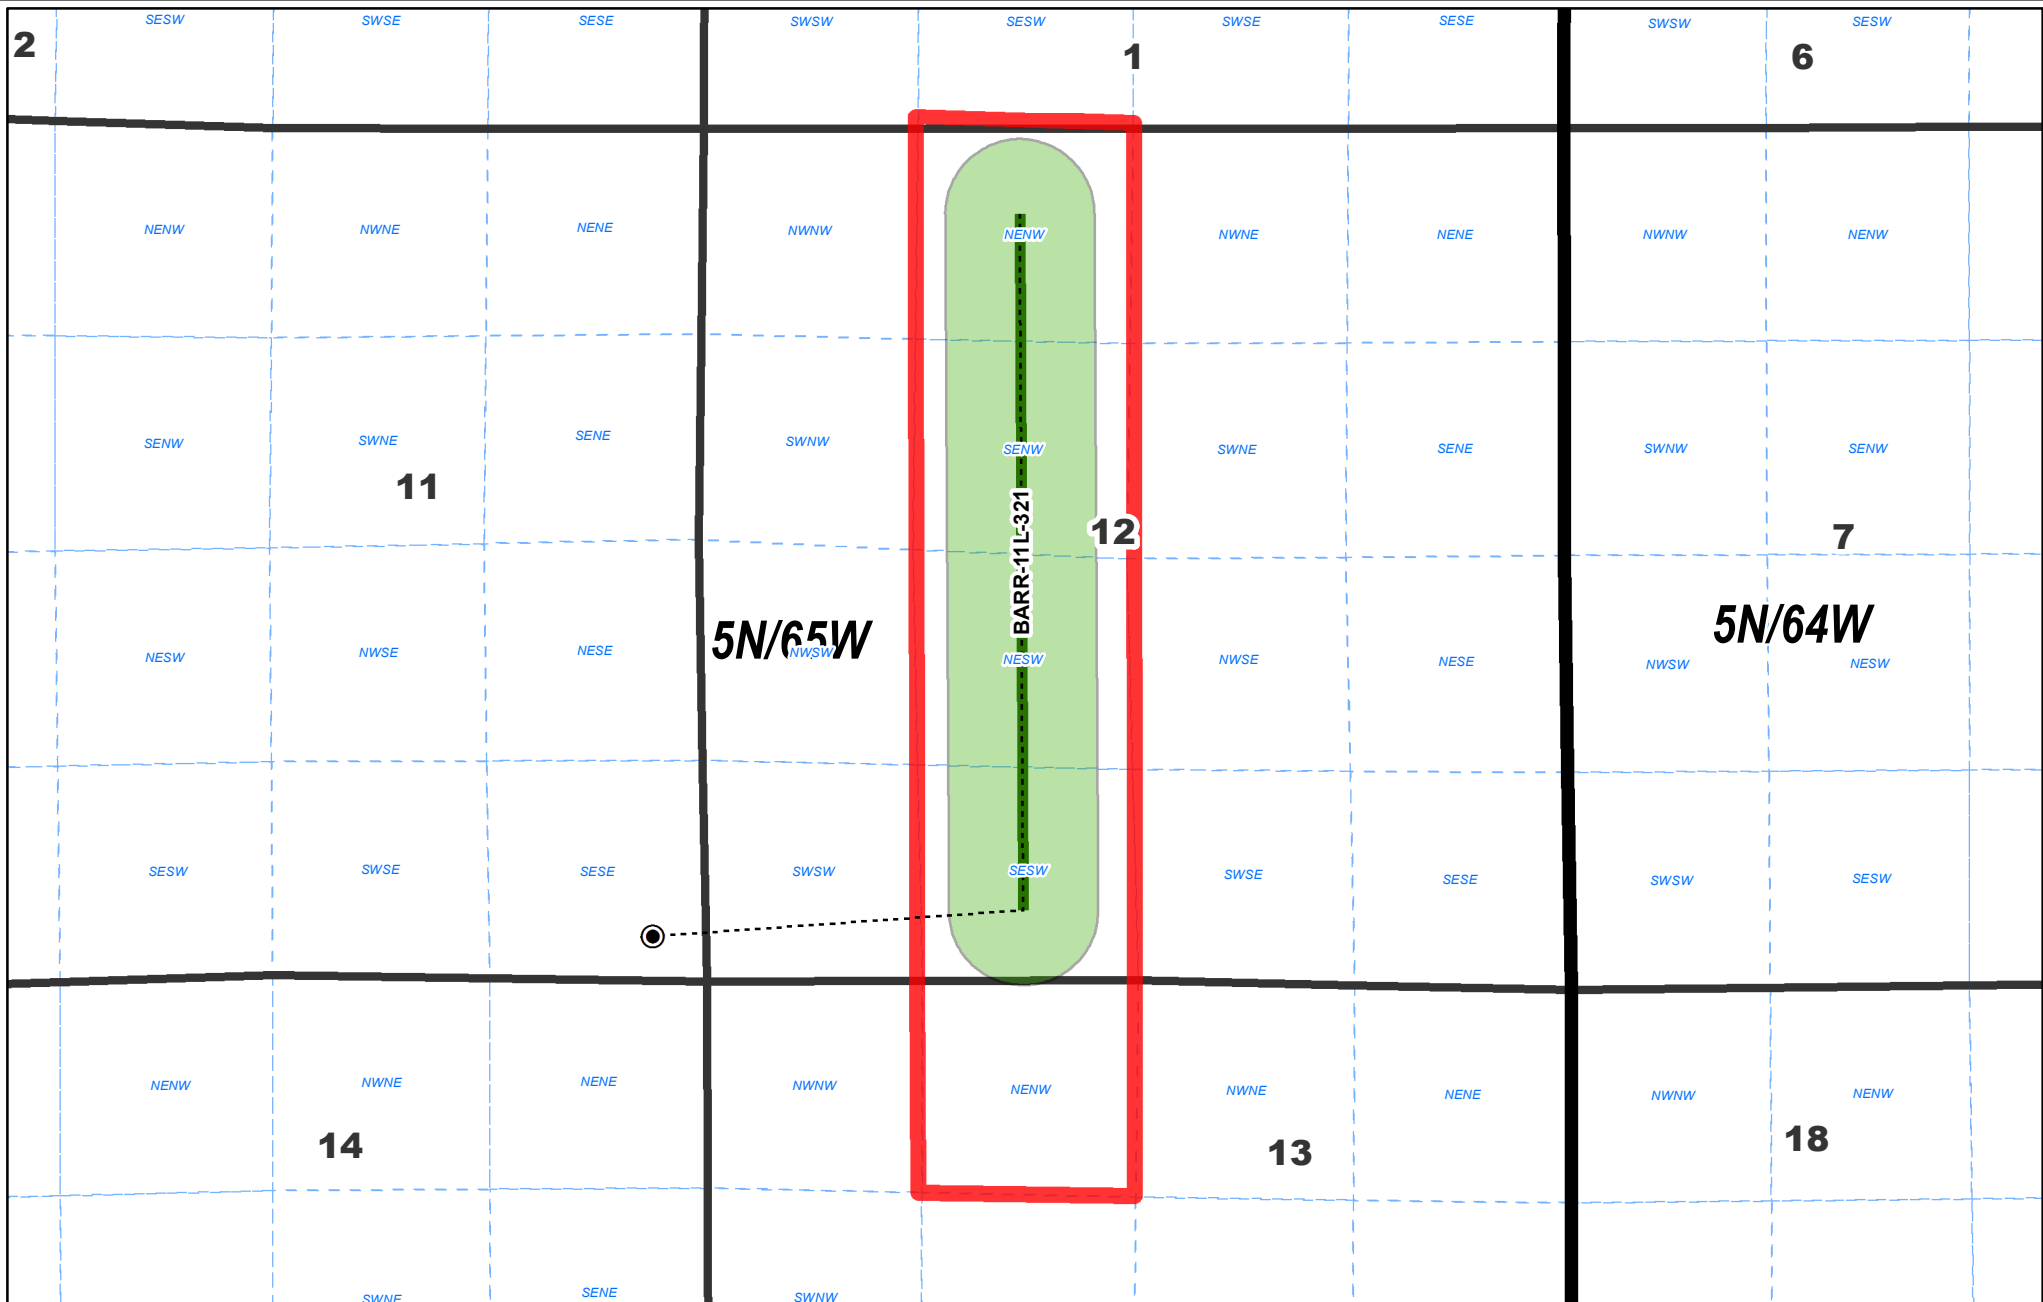 SESW SWSE SESE SWSW SESW SWSE SESE SWSW SESW
2 1 6
NENW NWNE NENE NWNW NENW NWNE NENE NWNW NENW
SENW SWNE SENE SWNW SENW SWNE SENE SWNW SENW
11 12 7
BARR-11L-321
5N/65W 5N/64W
NESW NWSE NESE NWSW NESW NWSE NESE NWSW NESW
SESW SWSE SESE SWSW SESW SWSE SESE SWSW SESW
NENW NWNE NENE NWNW NENW NWNE NENE NWNW NENW
14 13 18
SWNE SENE SWNW